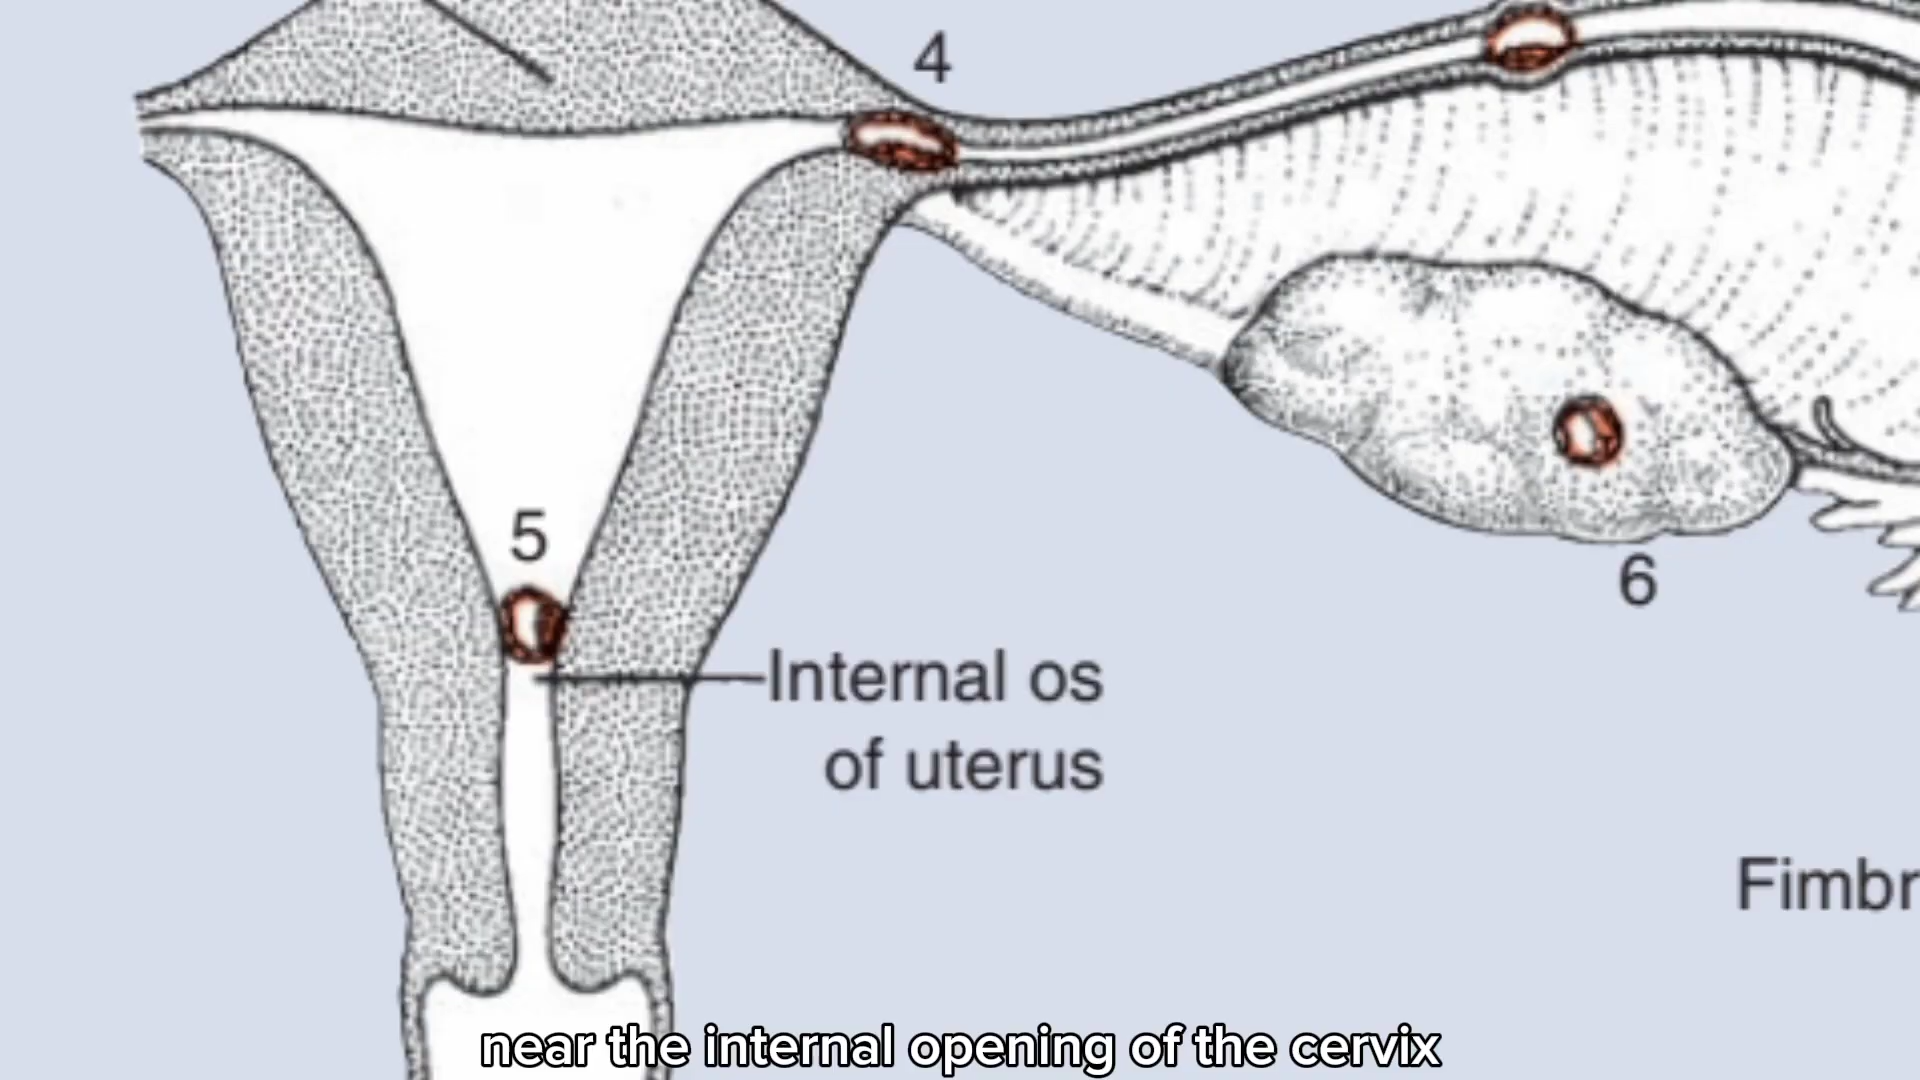 4
5
6
Internal os
of uterus
Fimbr
near the internal opening of the cervix